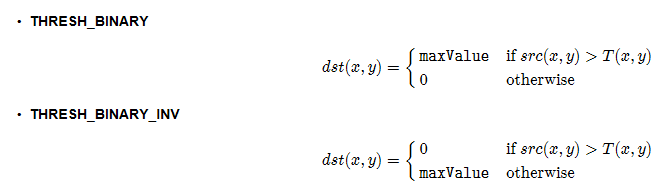 • THRESH_BINARY
dst(x, y) = { maxValue if src(x, y) > T(x, y)
0 otherwise
• THRESH_BINARY_INV
dst(x, y) = { 0 if src(x, y) > T(x, y)
maxValue otherwise